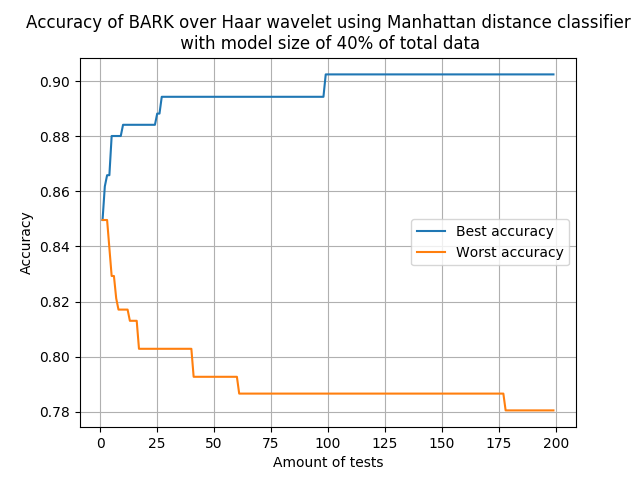 Accuracy of BARK over Haar wavelet using Manhattan distance classifier
with model size of 40% of total data
0.90
0.88
0.86
0.84
0.82
0.80
0.78
Accuracy
Best accuracy
Worst accuracy
0 25 50 75 100 125 150 175 200
Amount of tests